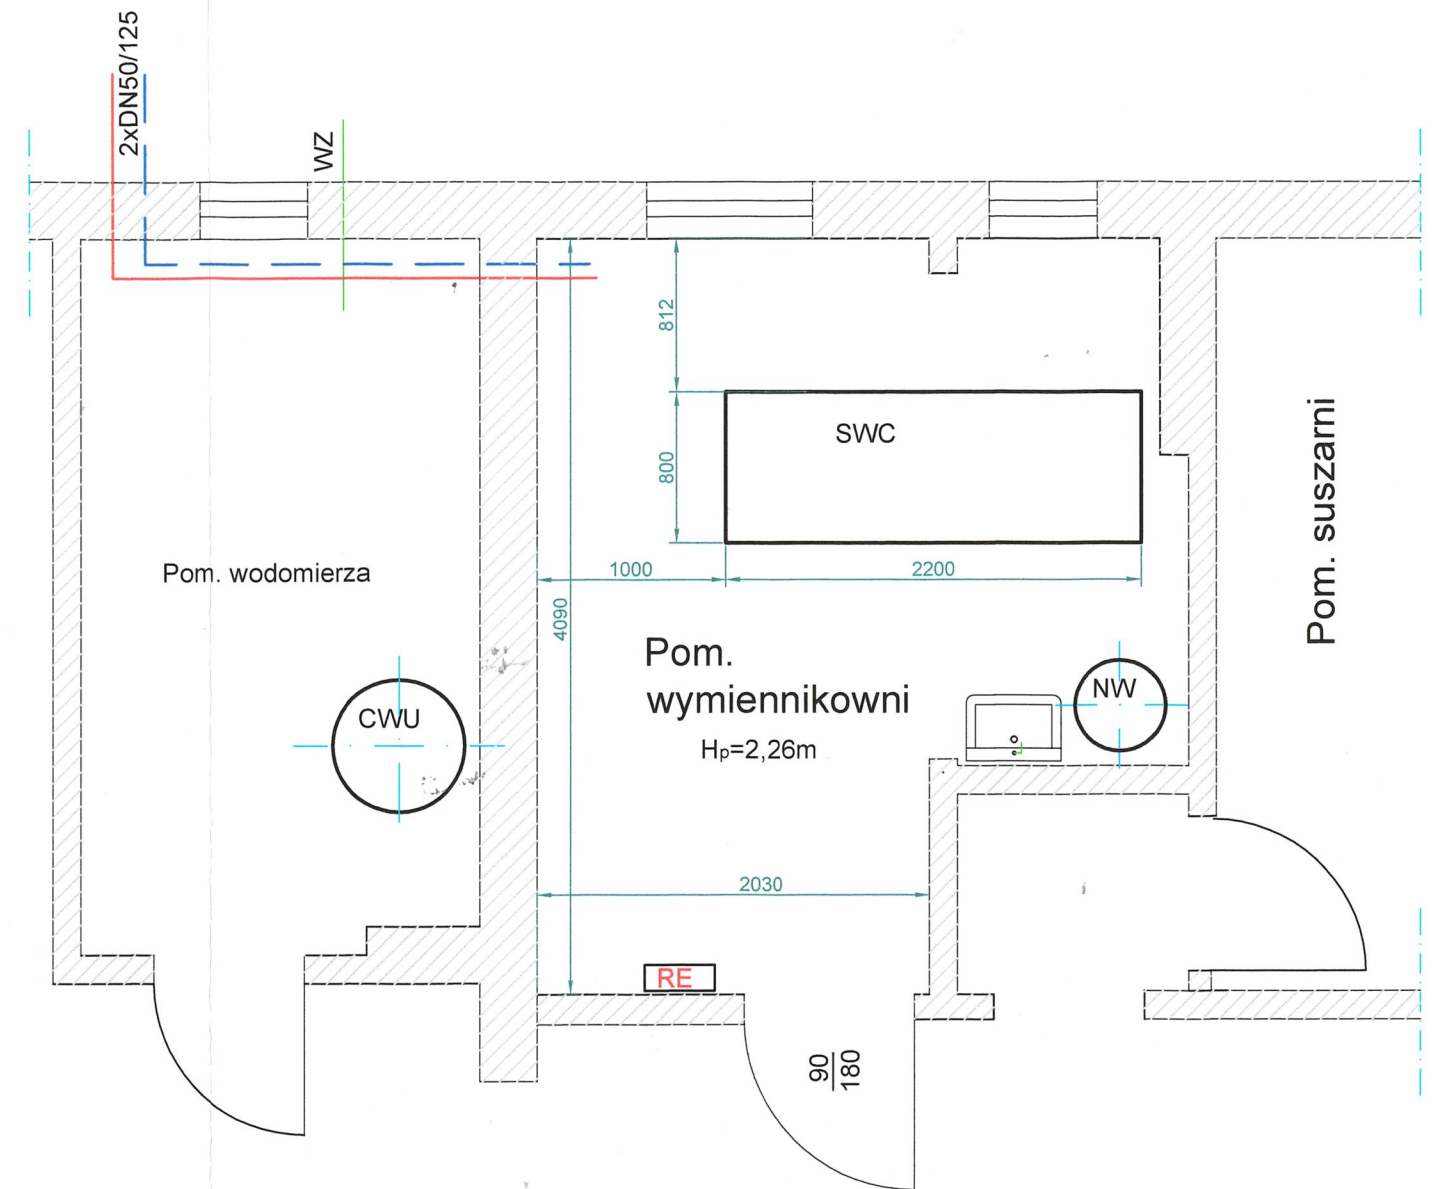 2xDN50/125
WZ
812
SWC
800
1000
2200
Pom. wodomierza
4090
Pom.
wymiennikowni
Hp=2,26m
Pom. suszarni
NW
CWU
2030
RE
90
180